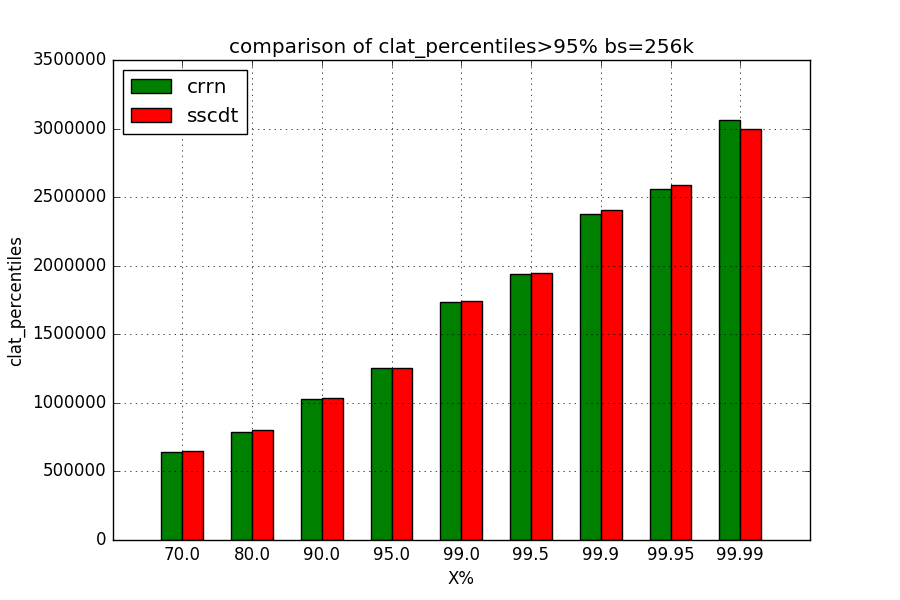 comparison of clat_percentiles>95% bs=256k
3500000
3000000
2500000
2000000
1500000
1000000
500000
0
clat_percentiles
crrn
sscdt
70.0 80.0 90.0 95.0 99.0 99.5 99.9 99.95 99.99
X%